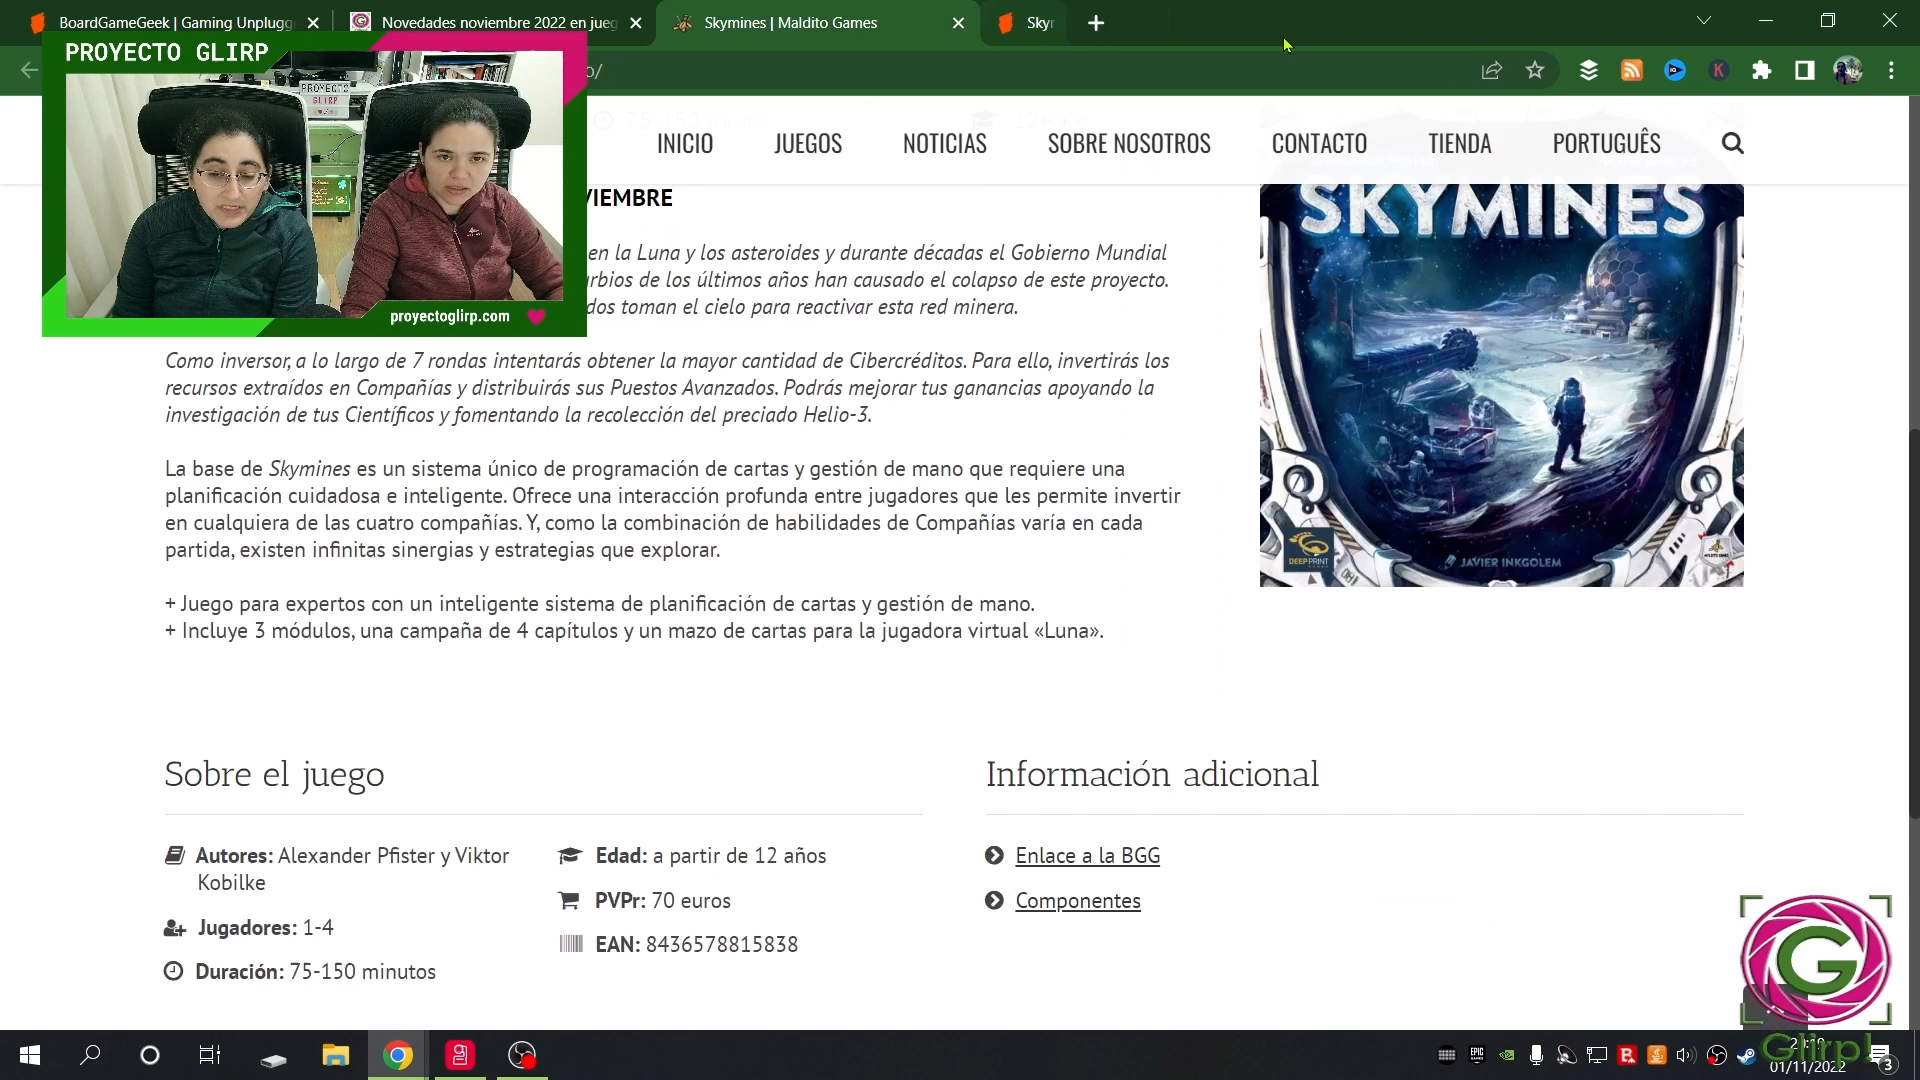 BoardGameGeek | Gaming Unplugg
Novedades noviembre 2022 en jueg
Skymines | Maldito Games
Skyr
PROYECTO GLIRP
o/
PROYECTO
GLIRP
INICIO
JUEGOS
NOTICIAS
SOBRE NOSOTROS
CONTACTO
TIENDA
PORTUGUÊS
VIEMBRE
SKYMINES
en la Luna y los asteroides y durante décadas el Gobierno Mundial
rbios de los últimos años han causado el colapso de este proyecto.
dos toman el cielo para reactivar esta red minera.
proyectoglirp.com
Como inversor, a lo largo de 7 rondas intentarás obtener la mayor cantidad de Cibercréditos. Para ello, invertirás los
recursos extraídos en Compañías y distribuirás sus Puestos Avanzados. Podrás mejorar tus ganancias apoyando la
investigación de tus Científicos y fomentando la recolección del preciado Helio-3.
La base de Skymines es un sistema único de programación de cartas y gestión de mano que requiere una
planificación cuidadosa e inteligente. Ofrece una interacción profunda entre jugadores que les permite invertir
en cualquiera de las cuatro compañías. Y, como la combinación de habilidades de Compañías varía en cada
partida, existen infinitas sinergias y estrategias que explorar.
DEEP PRINT
GAMES
JAVIER INKGOLEM
+ Juego para expertos con un inteligente sistema de planificación de cartas y gestión de mano.
+ Incluye 3 módulos, una campaña de 4 capítulos y un mazo de cartas para la jugadora virtual «Luna».
Sobre el juego
Información adicional
Autores: Alexander Pfister y Viktor
Kobilke
Jugadores: 1-4
Duración: 75-150 minutos
Edad: a partir de 12 años
PVPr: 70 euros
EAN: 8436578815838
Enlace a la BGG
Componentes
G
Glirp!
01/11/2022
3